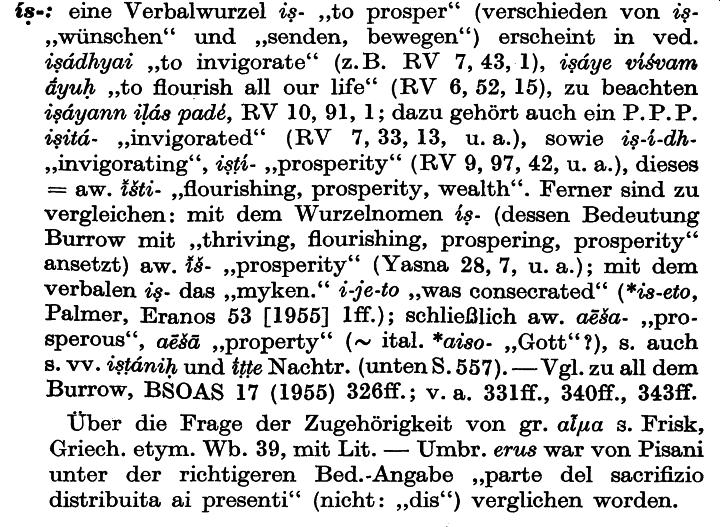 íṣ-: eine Verbalwurzel iṣ- „to prosper“ (verschieden von iṣ-
„wünschen“ und „senden, bewegen“) erscheint in ved.
iṣádhyai „to invigorate“ (z.B. RV 7, 43, 1), iṣáye víśvam
ā́yuḥ „to flourish all our life“ (RV 6, 52, 15), zu beachten
iṣáyann iḷás padé, RV 10, 91, 1; dazu gehört auch ein P.P.P.
iṣitá- „invigorated“ (RV 7, 33, 13, u. a.), sowie iṣ-i-dh-
„invigorating“, iṣṭí- „prosperity“ (RV 9, 97, 42, u. a.), dieses
= aw. īšti- „flourishing, prosperity, wealth“. Ferner sind zu
vergleichen: mit dem Wurzelnomen íṣ- (dessen Bedeutung
Burrow mit „thriving, flourishing, prospering, prosperity“
ansetzt) aw. īš- „prosperity“ (Yasna 28, 7, u. a.); mit dem
verbalen iṣ- das „myken.“ i-je-to „was consecrated“ (*is-eto,
Palmer, Eranos 53 [1955] 1ff.); schließlich aw. aēša- „pro-
sperous“, aēšā „property“ (~ ital. *aiso- „Gott“?), s. auch
s. vv. iṣṭániḥ und īṭṭe Nachtr. (unten S. 557). — Vgl. zu all dem
Burrow, BSOAS 17 (1955) 326ff.; v. a. 331ff., 340ff., 343ff.
Über die Frage der Zugehörigkeit von gr. αἷμα s. Frisk,
Griech. etym. Wb. 39, mit Lit. — Umbr. erus war von Pisani
unter der richtigeren Bed.-Angabe „parte del sacrifizio
distribuita ai presenti“ (nicht: „dis“) verglichen worden.